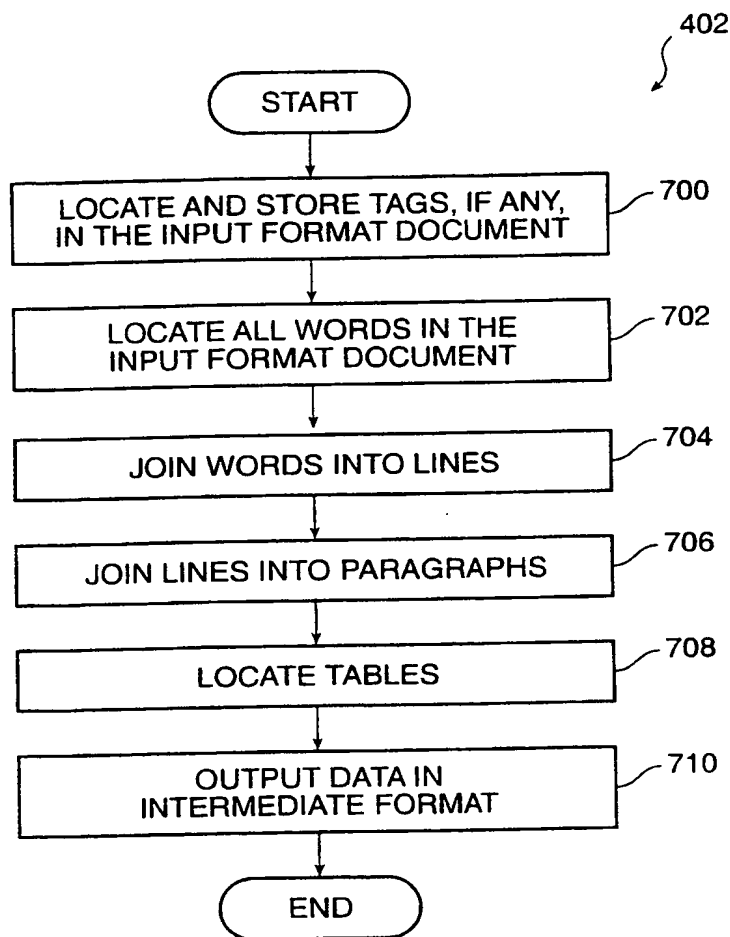 402
START
LOCATE AND STORE TAGS, IF ANY,
IN THE INPUT FORMAT DOCUMENT
700
LOCATE ALL WORDS IN THE
INPUT FORMAT DOCUMENT
702
JOIN WORDS INTO LINES
704
JOIN LINES INTO PARAGRAPHS
706
LOCATE TABLES
708
OUTPUT DATA IN
INTERMEDIATE FORMAT
710
END